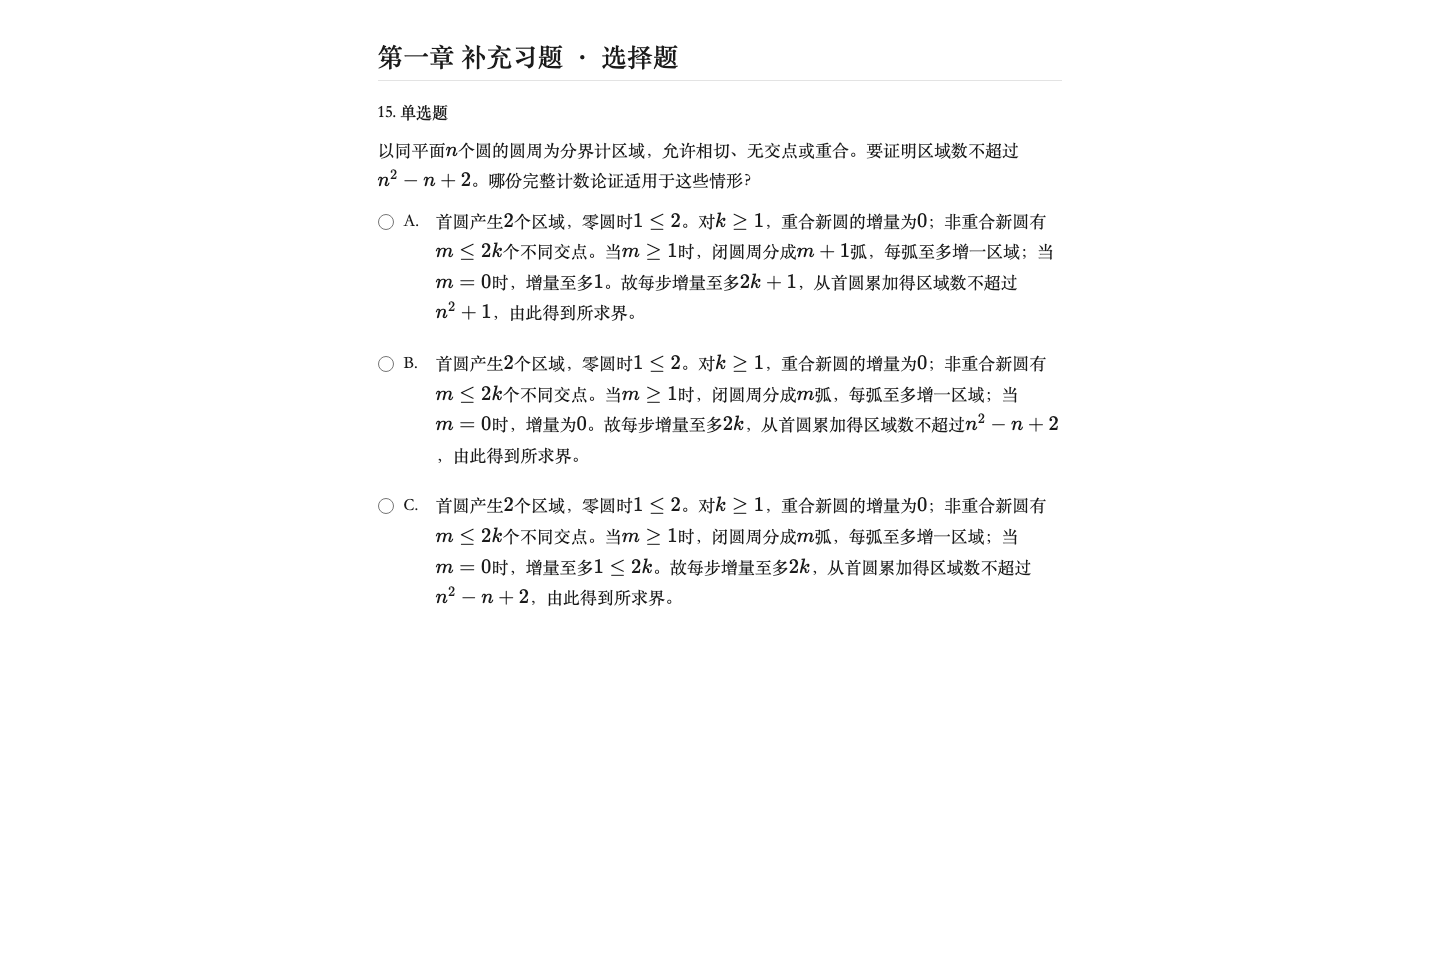 第一章 补充习题 · 选择题
15. 单选题
以同平面n个圆的圆周为分界计区域，允许相切、无交点或重合。要证明区域数不超过
n² − n + 2。哪份完整计数论证适用于这些情形？
A. 首圆产生2个区域，零圆时1 ≤ 2。对k ≥ 1，重合新圆的增量为0；非重合新圆有
m ≤ 2k个不同交点。当m ≥ 1时，闭圆周分成m + 1弧，每弧至多增一区域；当
m = 0时，增量至多1。故每步增量至多2k + 1，从首圆累加得区域数不超过
n² + 1，由此得到所求界。
B. 首圆产生2个区域，零圆时1 ≤ 2。对k ≥ 1，重合新圆的增量为0；非重合新圆有
m ≤ 2k个不同交点。当m ≥ 1时，闭圆周分成m弧，每弧至多增一区域；当
m = 0时，增量为0。故每步增量至多2k，从首圆累加得区域数不超过n² − n + 2
，由此得到所求界。
C. 首圆产生2个区域，零圆时1 ≤ 2。对k ≥ 1，重合新圆的增量为0；非重合新圆有
m ≤ 2k个不同交点。当m ≥ 1时，闭圆周分成m弧，每弧至多增一区域；当
m = 0时，增量至多1 ≤ 2k。故每步增量至多2k，从首圆累加得区域数不超过
n² − n + 2，由此得到所求界。